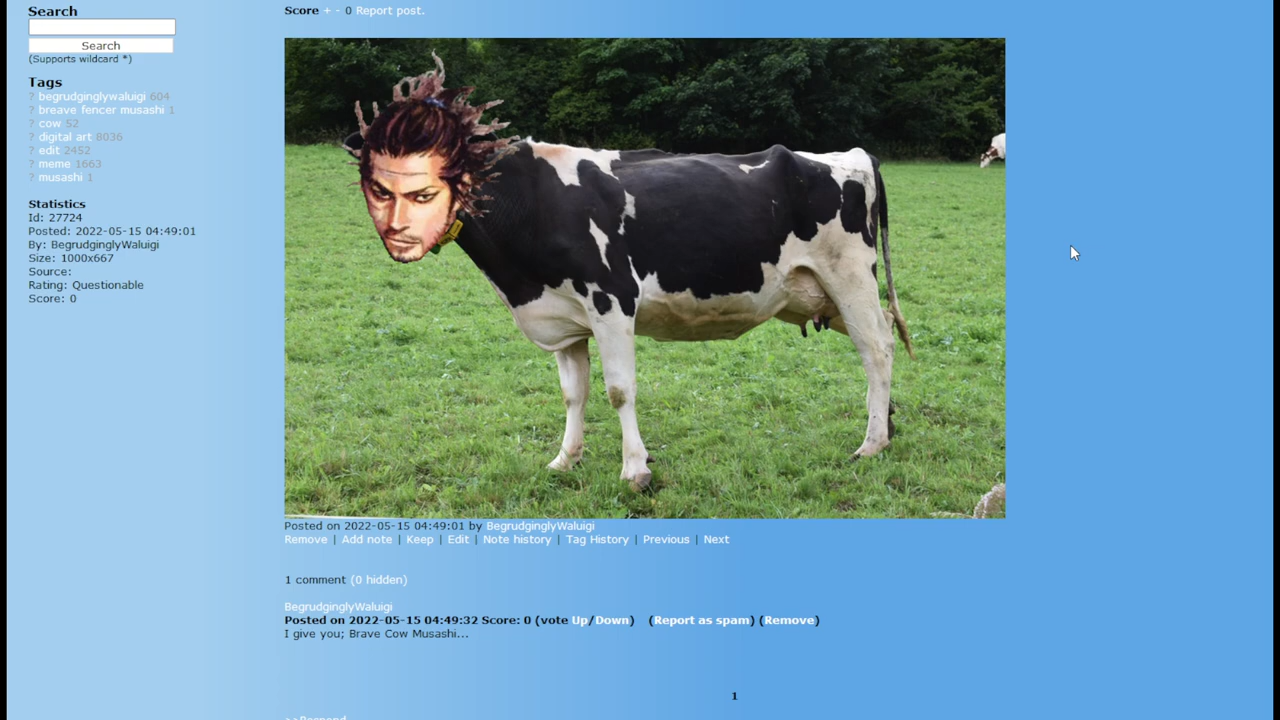 Search
Search
(Supports wildcard *)
Tags
? begrudginglywaluigi 604
? breave fencer musashi 1
? cow 52
? digital art 8036
? edit 2452
? meme 1663
? musashi 1
Statistics
Id: 27724
Posted: 2022-05-15 04:49:01
By: BegrudginglyWaluigi
Size: 1000x667
Source:
Rating: Questionable
Score: 0
Score + - 0 Report post.
Posted on 2022-05-15 04:49:01 by BegrudginglyWaluigi
Remove | Add note | Keep | Edit | Note history | Tag History | Previous | Next
1 comment (0 hidden)
BegrudginglyWaluigi
Posted on 2022-05-15 04:49:32 Score: 0 (vote Up/Down) (Report as spam) (Remove)
I give you; Brave Cow Musashi...
1
>>Respond